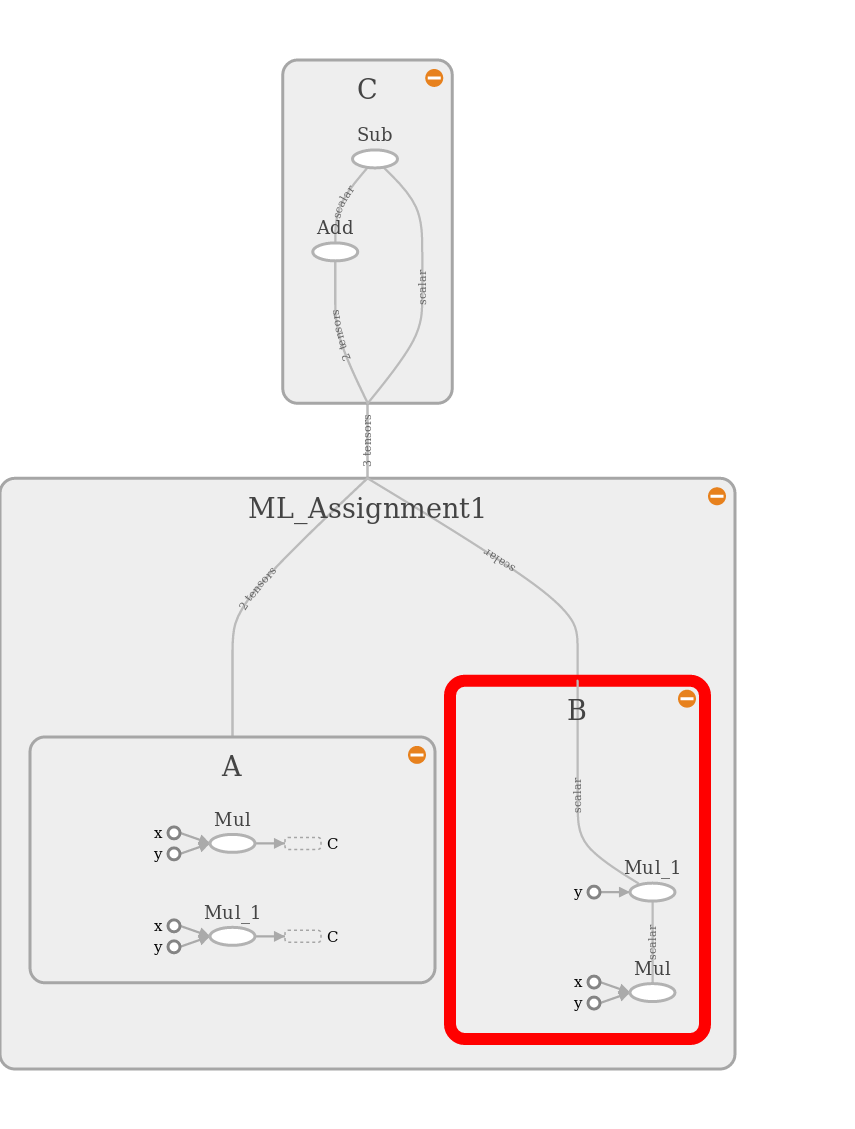 C
Sub
scalar
Add
scalar
2 tensors
3 tensors
ML_Assignment1
scalar
2 tensors
B
A
scalar
Mul
x
y
C
Mul_1
y
Mul_1
x
y
C
scalar
Mul
x
y